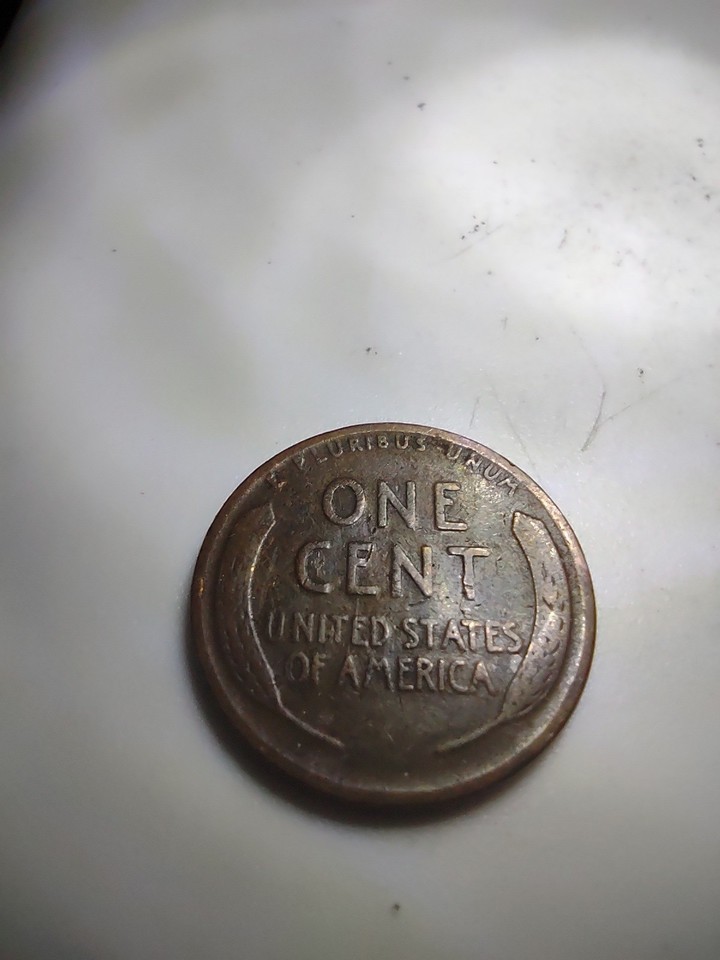 E PLURIBUS UNUM
ONE
CENT
UNITED STATES
OF AMERICA